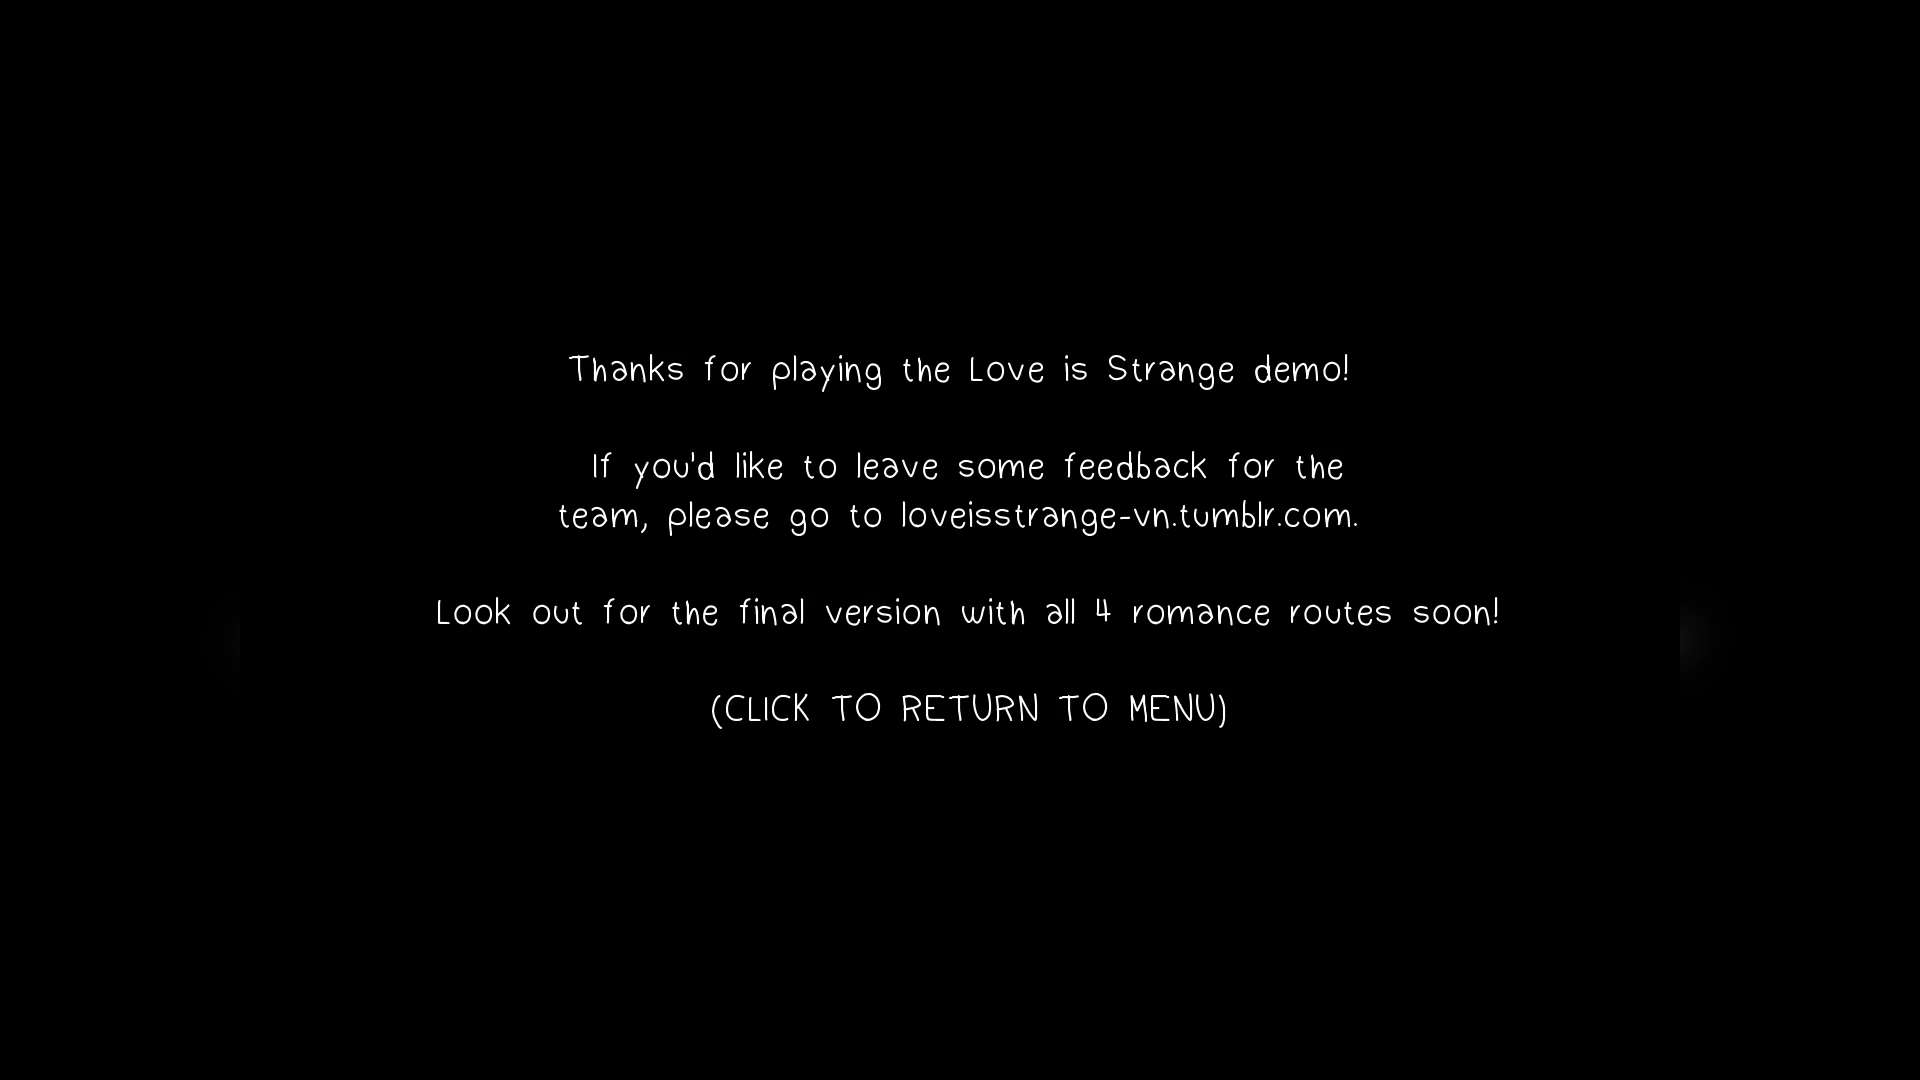 Thanks for playing the Love is Strange demo!
If you'd like to leave some feedback for the
team, please go to loveisstrange-vn.tumblr.com.
Look out for the final version with all 4 romance routes soon!
(CLICK TO RETURN TO MENU)